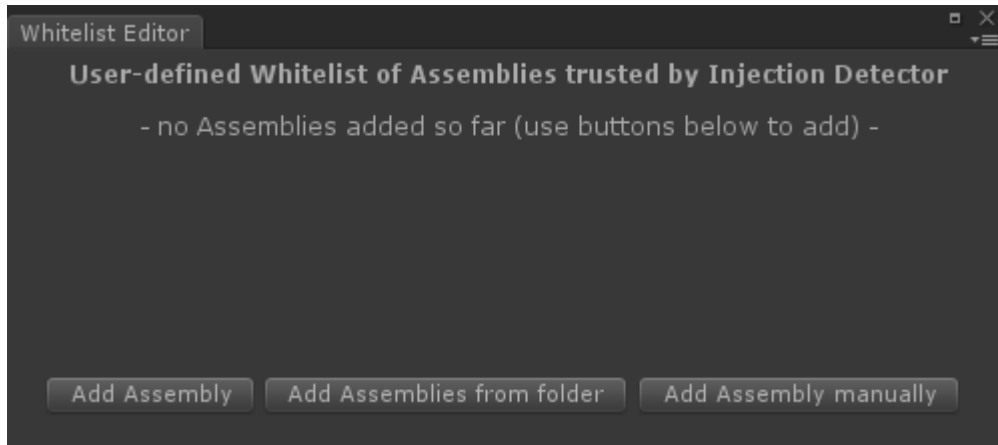 Whitelist Editor
User-defined Whitelist of Assemblies trusted by Injection Detector
- no Assemblies added so far (use buttons below to add) -
Add Assembly Add Assemblies from folder Add Assembly manually